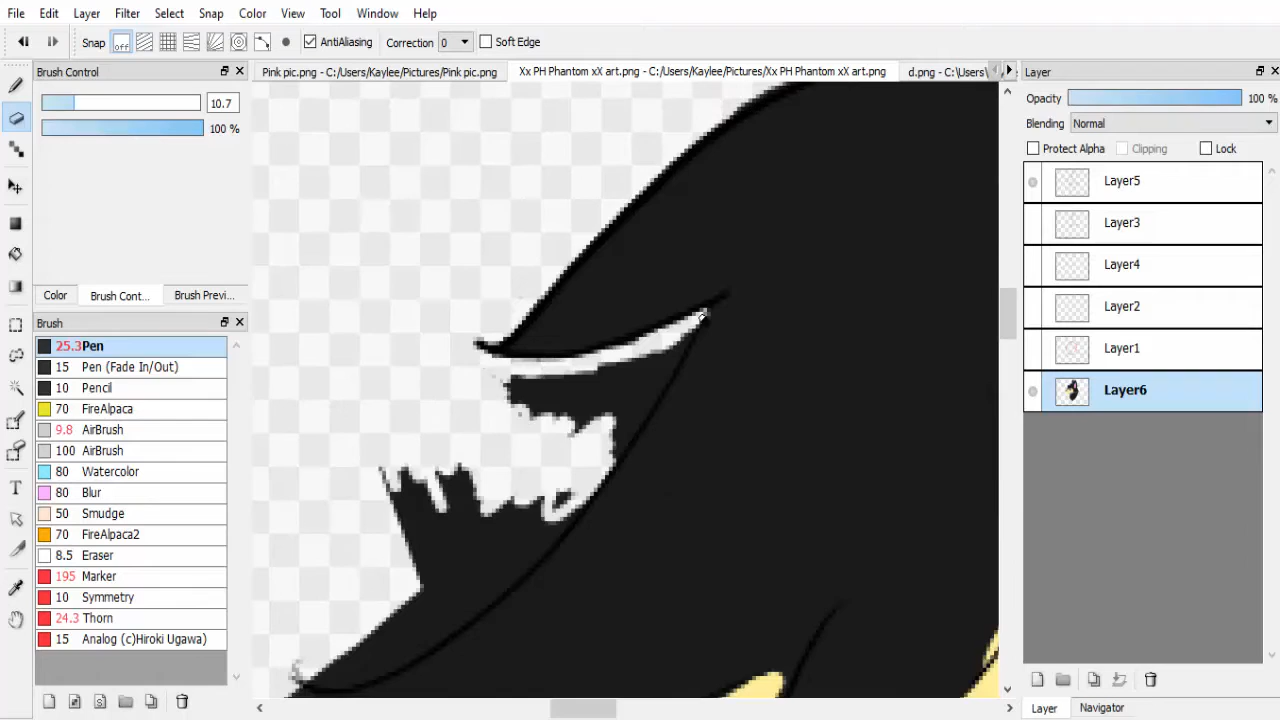 File Edit Layer Filter Select Snap Color View Tool Window Help
Snap off AntiAliasing Correction 0 Soft Edge
Brush Control
Pink pic.png - C:/Users/Kaylee/Pictures/Pink pic.png
Xx PH Phantom xX art.png - C:/Users/Kaylee/Pictures/Xx PH Phantom xX art.png
d.png - C:\Users\
Layer
10.7
100 %
Opacity 100 %
Blending Normal
Protect Alpha Clipping Lock
Layer5
Layer3
Layer4
Layer2
Layer1
Layer6
Color Brush Cont... Brush Previ...
Brush
25.3 Pen
15 Pen (Fade In/Out)
10 Pencil
70 FireAlpaca
9.8 AirBrush
100 AirBrush
80 Watercolor
80 Blur
50 Smudge
70 FireAlpaca2
8.5 Eraser
195 Marker
10 Symmetry
24.3 Thorn
15 Analog (c)Hiroki Ugawa)
T
Layer Navigator